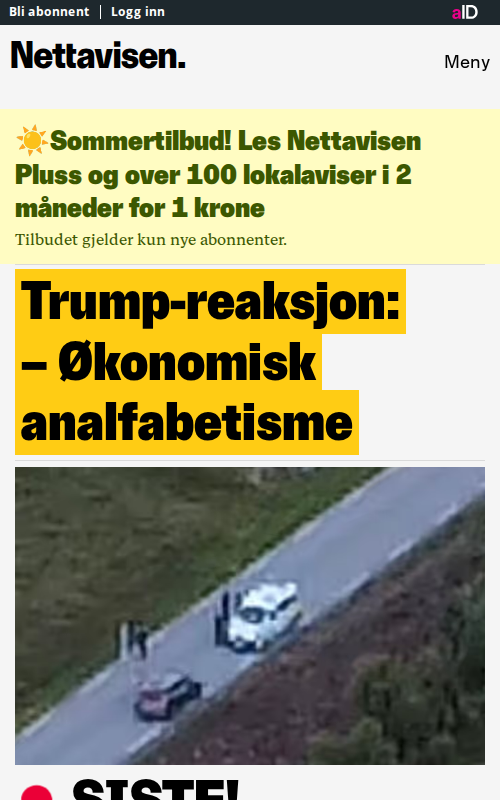 Bli abonnent | Logg inn
aID
Nettavisen.
Meny
☀️Sommertilbud! Les Nettavisen
Pluss og over 100 lokalaviser i 2
måneder for 1 krone
Tilbudet gjelder kun nye abonnenter.
Trump-reaksjon:
– Økonomisk
analfabetisme
SISTE!